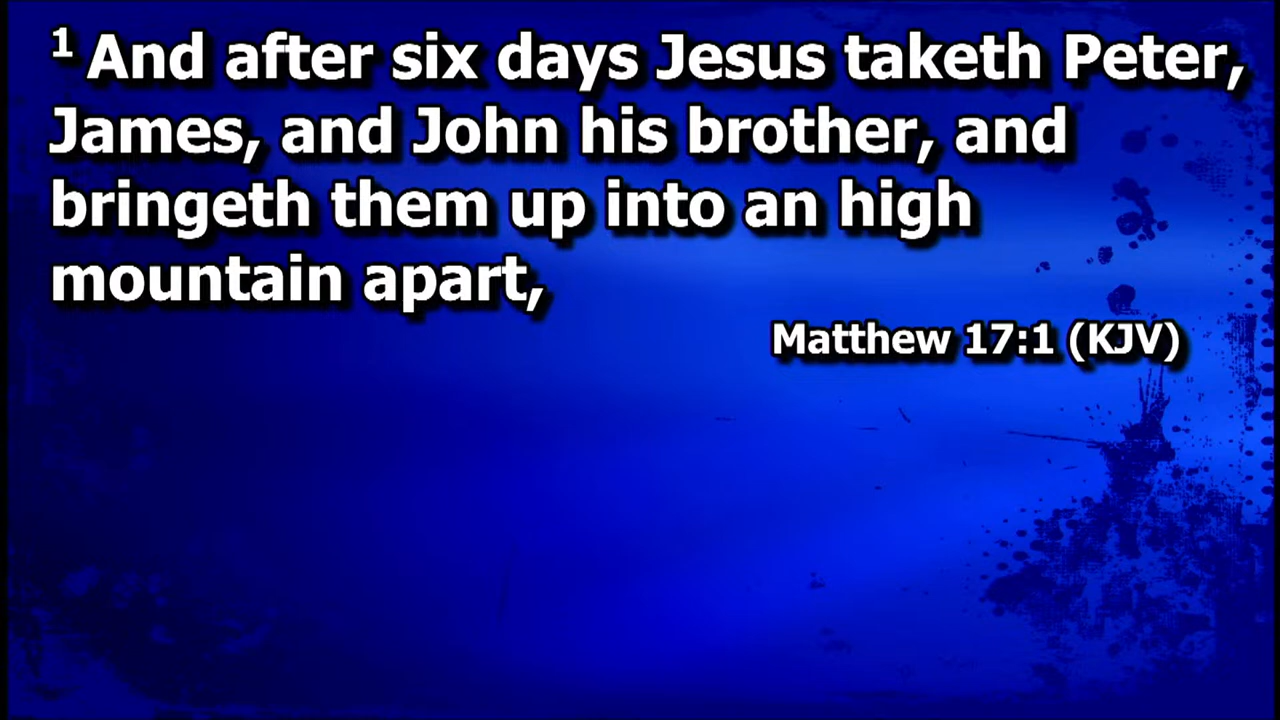 1 And after six days Jesus taketh Peter,
James, and John his brother, and
bringeth them up into an high
mountain apart,
Matthew 17:1 (KJV)